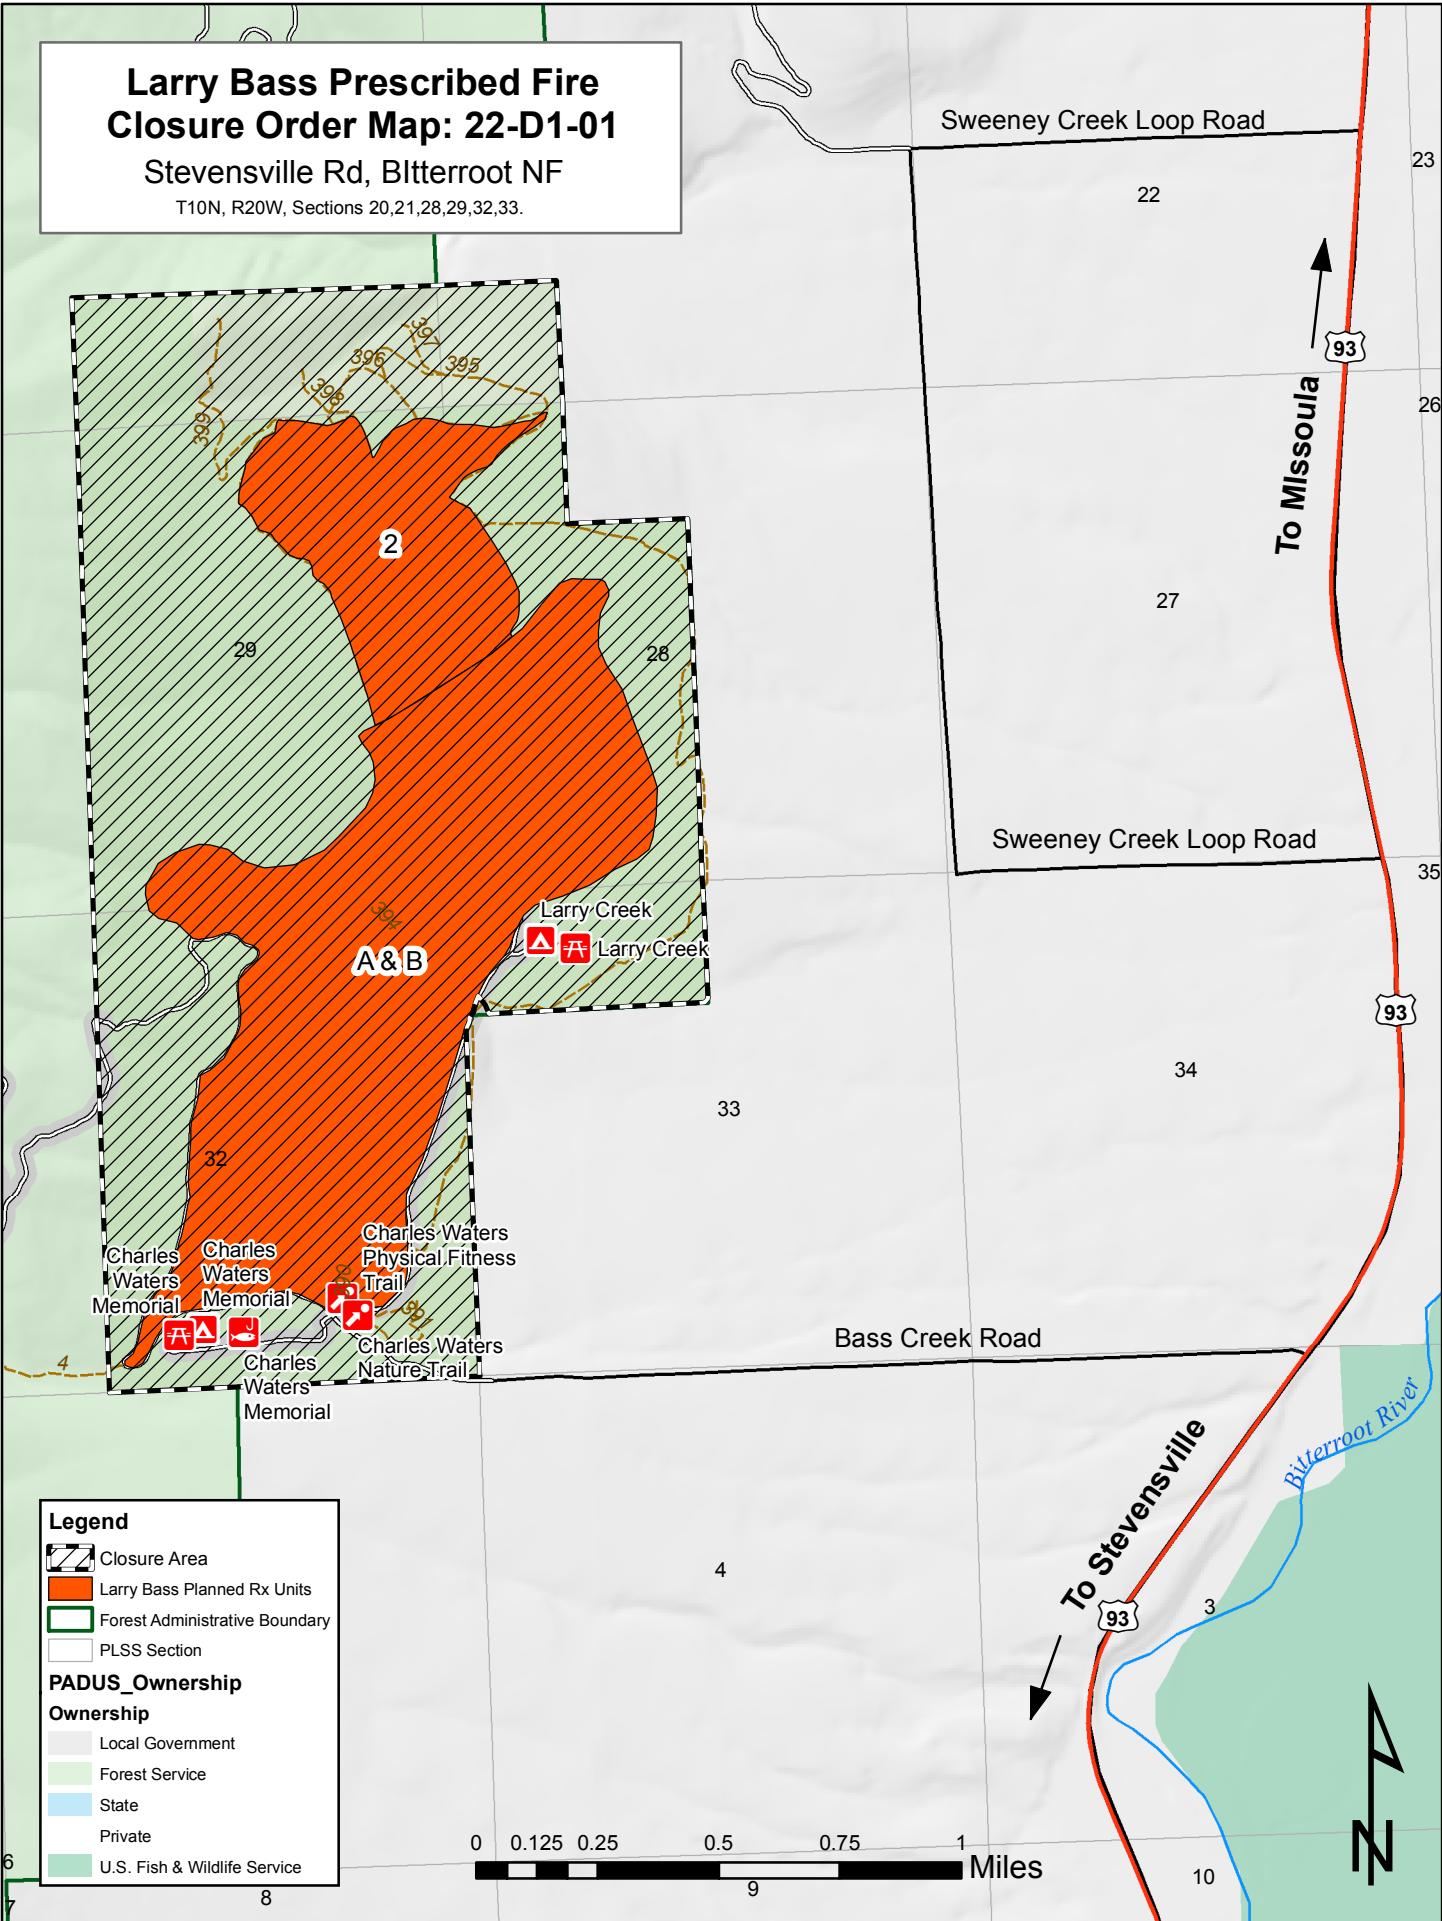 Larry Bass Prescribed Fire
Closure Order Map: 22-D1-01
Stevensville Rd, BItterroot NF
T10N, R20W, Sections 20,21,28,29,32,33.
Sweeney Creek Loop Road
23
22
93
To MIssoula
26
397
396
395
398
399
2
27
29
28
Sweeney Creek Loop Road
35
394
Larry Creek
Larry Creek
A & B
93
34
33
32
Charles Waters
Physical Fitness
Trail
Charles
Waters
Memorial
Charles
Waters
Memorial
391
Charles Waters
Nature Trail
Charles
Waters
Memorial
4
Bass Creek Road
Bitterroot River
To Stevensville
93
4
3
Legend
Closure Area
Larry Bass Planned Rx Units
Forest Administrative Boundary
PLSS Section
PADUS_Ownership
Ownership
Local Government
Forest Service
State
Private
U.S. Fish & Wildlife Service
0 0.125 0.25 0.5 0.75 1
Miles
N
6
7
8
9
10